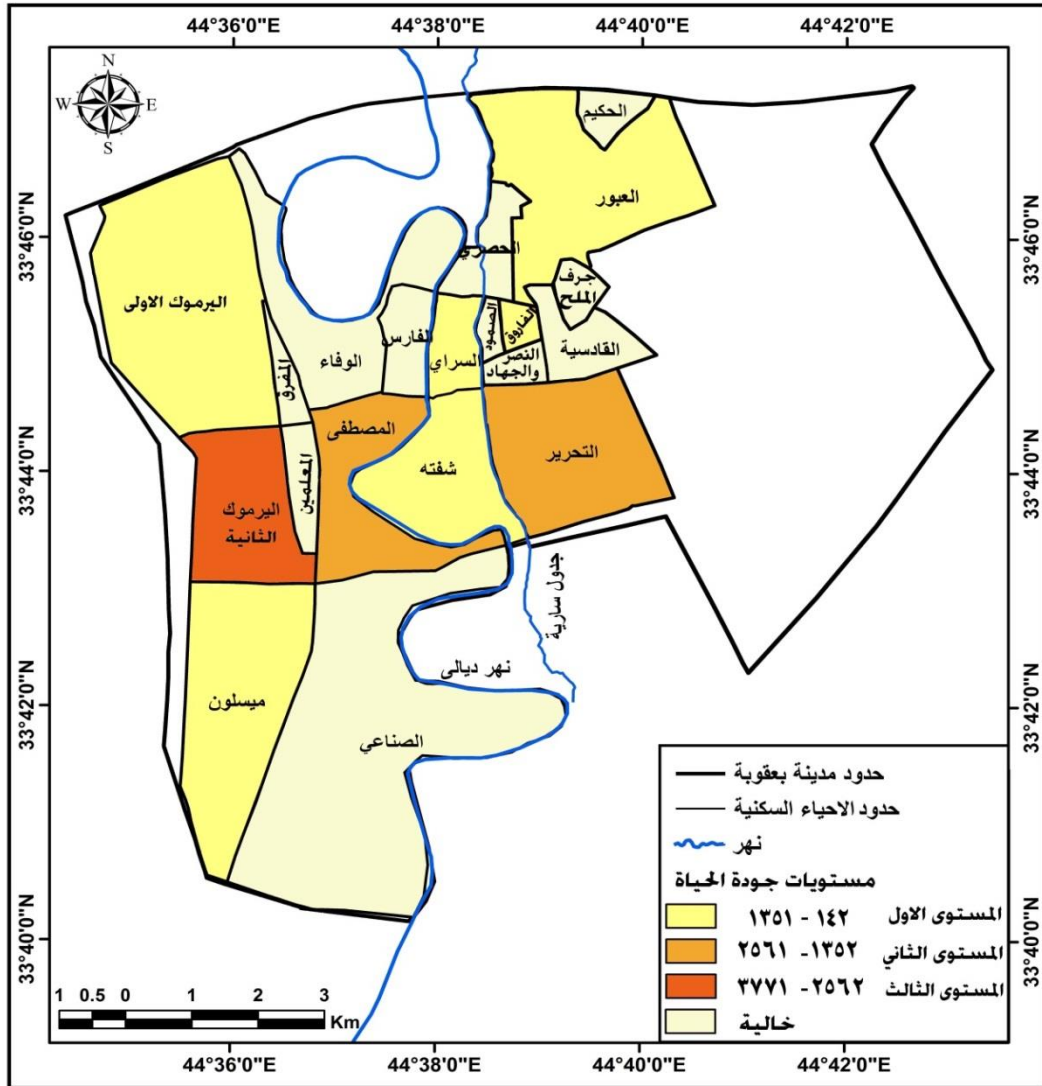 44°36'0"E 44°38'0"E 44°40'0"E 44°42'0"E
N
W E
S
33°46'0"N
33°46'0"N
33°44'0"N
33°44'0"N
33°42'0"N
33°42'0"N
33°40'0"N
33°40'0"N
الحكيم
العبور
الحصري
جرف
الملح
اليرموك الاولى
الصمود
الفاروق
الفارس
القادسية
الوفاء
السراي
النصر
والجهاد
المفرق
المصطفى
التحرير
شفته
المعلمين
اليرموك
الثانية
جدول سارية
نهر ديالى
ميسلون
الصناعي
حدود مدينة بعقوبة
حدود الاحياء السكنية
نهر
مستويات جودة الحياة
المستوى الاول ١٤٢ - ١٣٥١
المستوى الثاني ١٣٥٢- ٢٥٦١
المستوى الثالث ٢٥٦٢- ٣٧٧١
خالية
1 0.5 0 1 2 3
Km
44°36'0"E 44°38'0"E 44°40'0"E 44°42'0"E